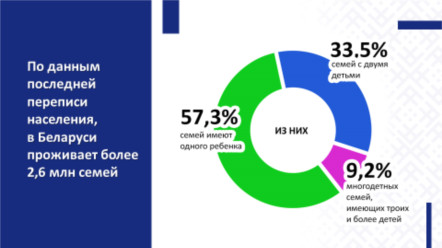 По данным
последней
переписи
населения,
в Беларуси
проживает более
2,6 млн семей
33.5%
семей с двумя
детьми
57,3%
семей имеют
одного ребенка
ИЗ НИХ
9,2%
многодетных
семей,
имеющих троих
и более детей